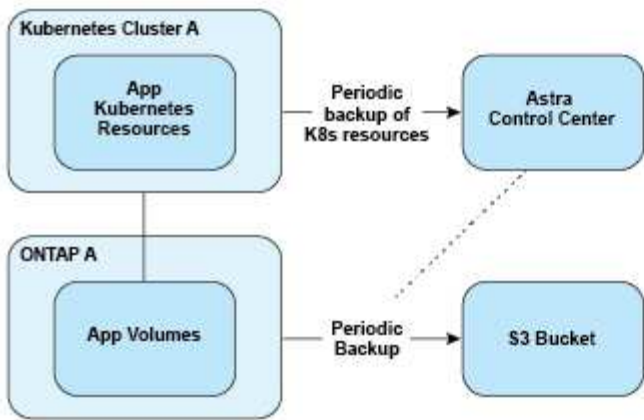 Kubernetes Cluster A
App
Kubernetes
Resources
Periodic
backup of
K8s resources
Astra
Control Center
ONTAP A
App Volumes
Periodic
Backup
S3 Bucket